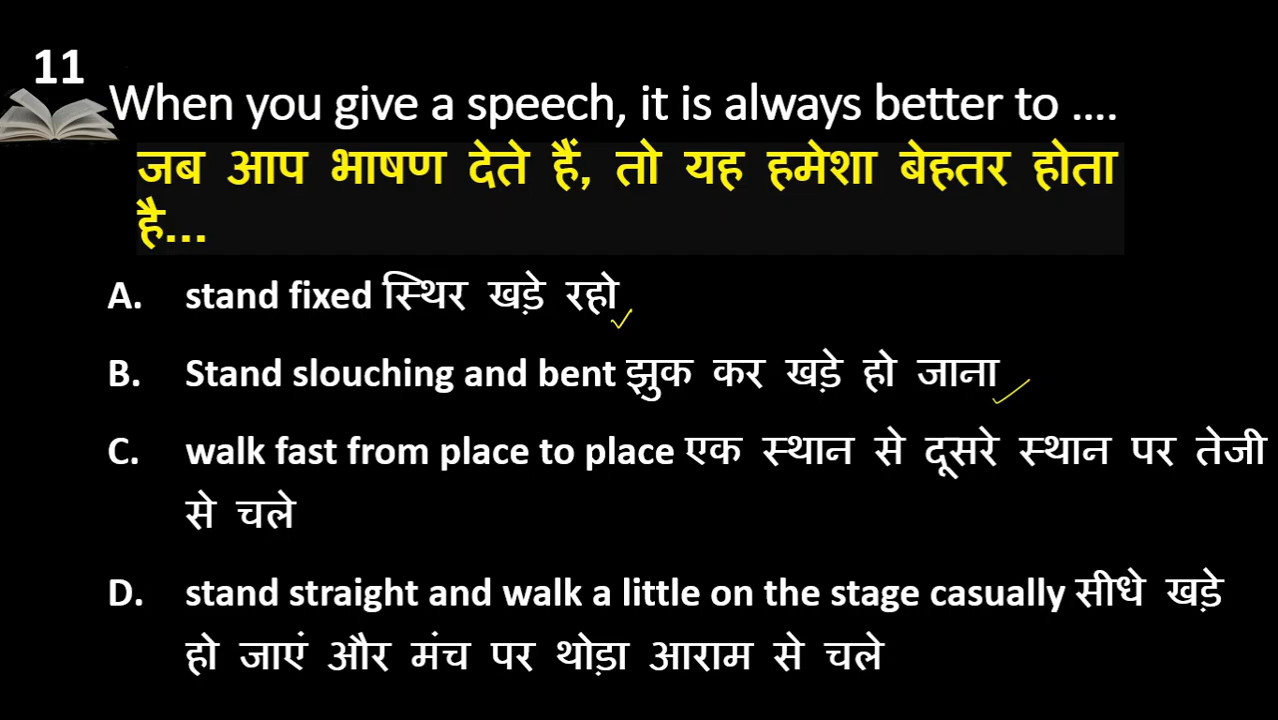 11
When you give a speech, it is always better to ....
जब आप भाषण देते हैं, तो यह हमेशा बेहतर होता
है...
A. stand fixed स्थिर खड़े रहो
B. Stand slouching and bent झुक कर खड़े हो जाना
C. walk fast from place to place एक स्थान से दूसरे स्थान पर तेजी
से चले
D. stand straight and walk a little on the stage casually सीधे खड़े
हो जाएं और मंच पर थोड़ा आराम से चले